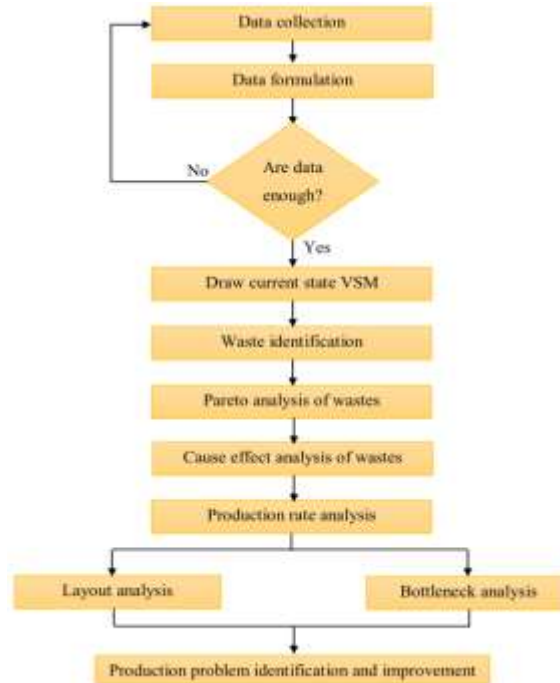 Data collection
Data formulation
No
Are data
enough?
Yes
Draw current state VSM
Waste identification
Pareto analysis of wastes
Cause effect analysis of wastes
Production rate analysis
Layout analysis
Bottleneck analysis
Production problem identification and improvement